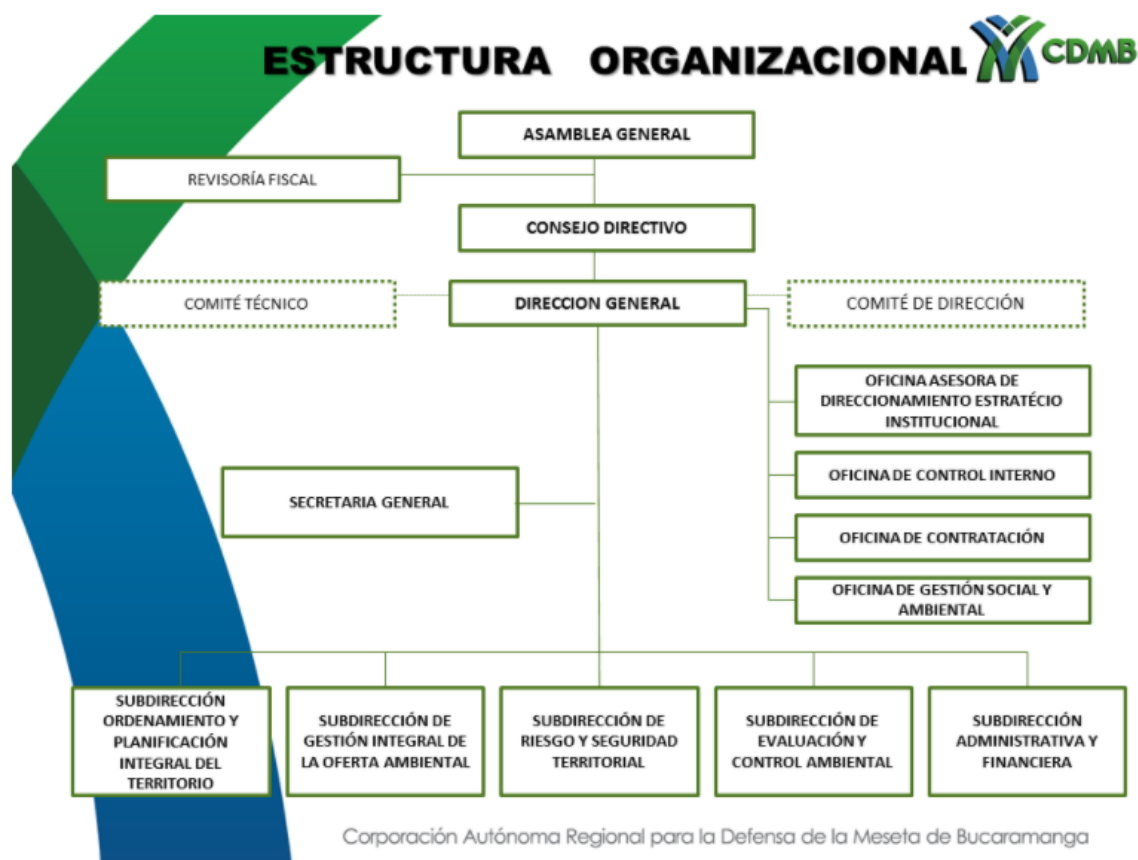 ESTRUCTURA ORGANIZACIONAL
CDMB
ASAMBLEA GENERAL
REVISORÍA FISCAL
CONSEJO DIRECTIVO
COMITÉ TÉCNICO
DIRECCION GENERAL
COMITÉ DE DIRECCIÓN
OFICINA ASESORA DE
DIRECCIONAMIENTO ESTRATÉCIO
INSTITUCIONAL
OFICINA DE CONTROL INTERNO
SECRETARIA GENERAL
OFICINA DE CONTRATACIÓN
OFICINA DE GESTIÓN SOCIAL Y
AMBIENTAL
SUBDIRECCIÓN
ORDENAMIENTO Y
PLANIFICACIÓN
INTEGRAL DEL
TERRITORIO
SUBDIRECCIÓN DE
GESTIÓN INTEGRAL DE
LA OFERTA AMBIENTAL
SUBDIRECCIÓN DE
RIESGO Y SEGURIDAD
TERRITORIAL
SUBDIRECCIÓN DE
EVALUACIÓN Y
CONTROL AMBIENTAL
SUBDIRECCIÓN
ADMINISTRATIVA Y
FINANCIERA
Corporación Autónoma Regional para la Defensa de la Meseta de Bucaramanga